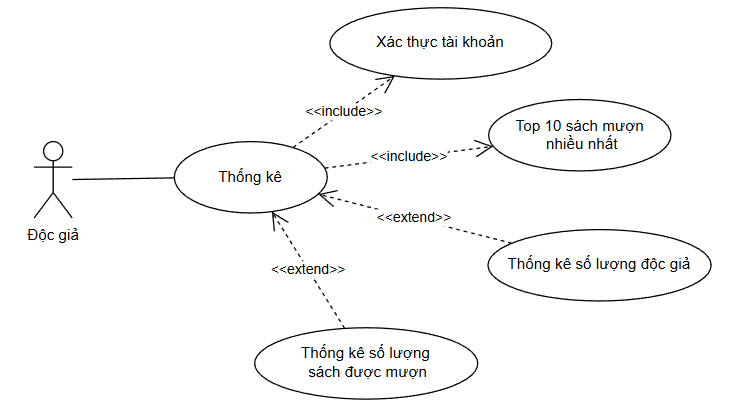 Xác thực tài khoản
<<include>>
Top 10 sách mượn
nhiều nhất
<<include>>
Thống kê
<<extend>>
Độc giả
Thống kê số lượng độc giả
<<extend>>
Thống kê số lượng
sách được mượn